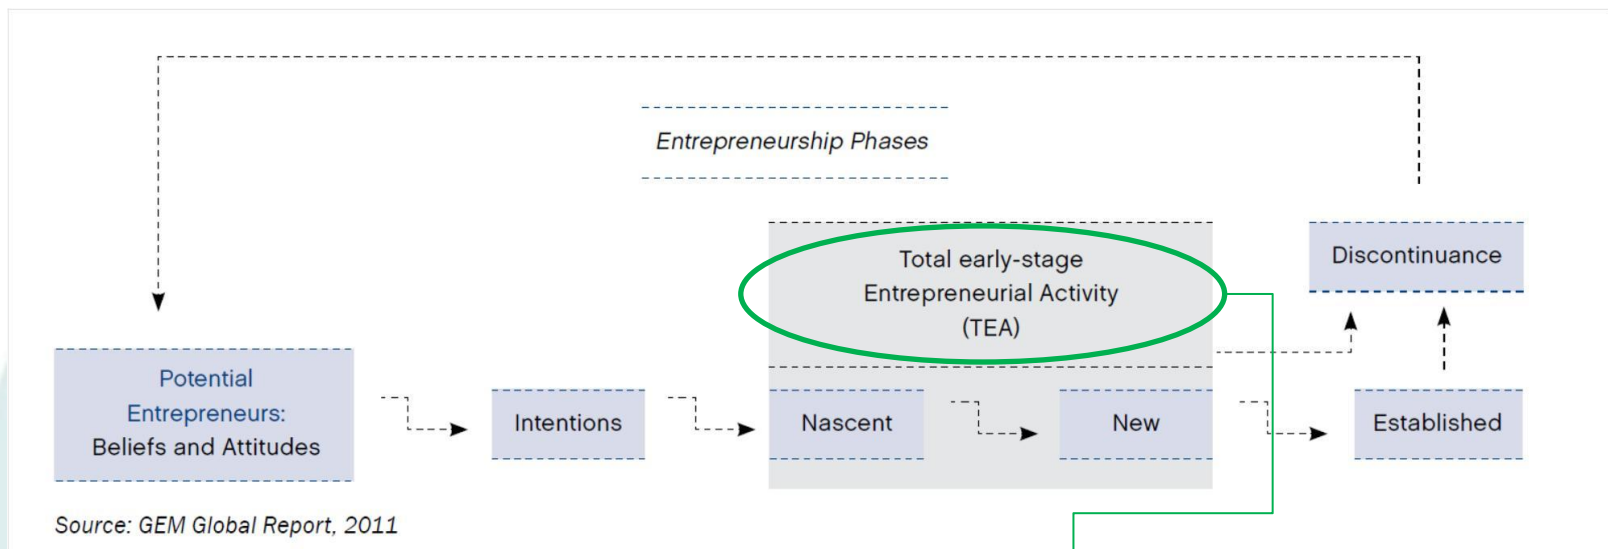 Entrepreneurship Phases
Total early-stage
Entrepreneurial Activity
(TEA)
Discontinuance
Potential
Entrepreneurs:
Beliefs and Attitudes
Intentions
Nascent
New
Established
Source: GEM Global Report, 2011